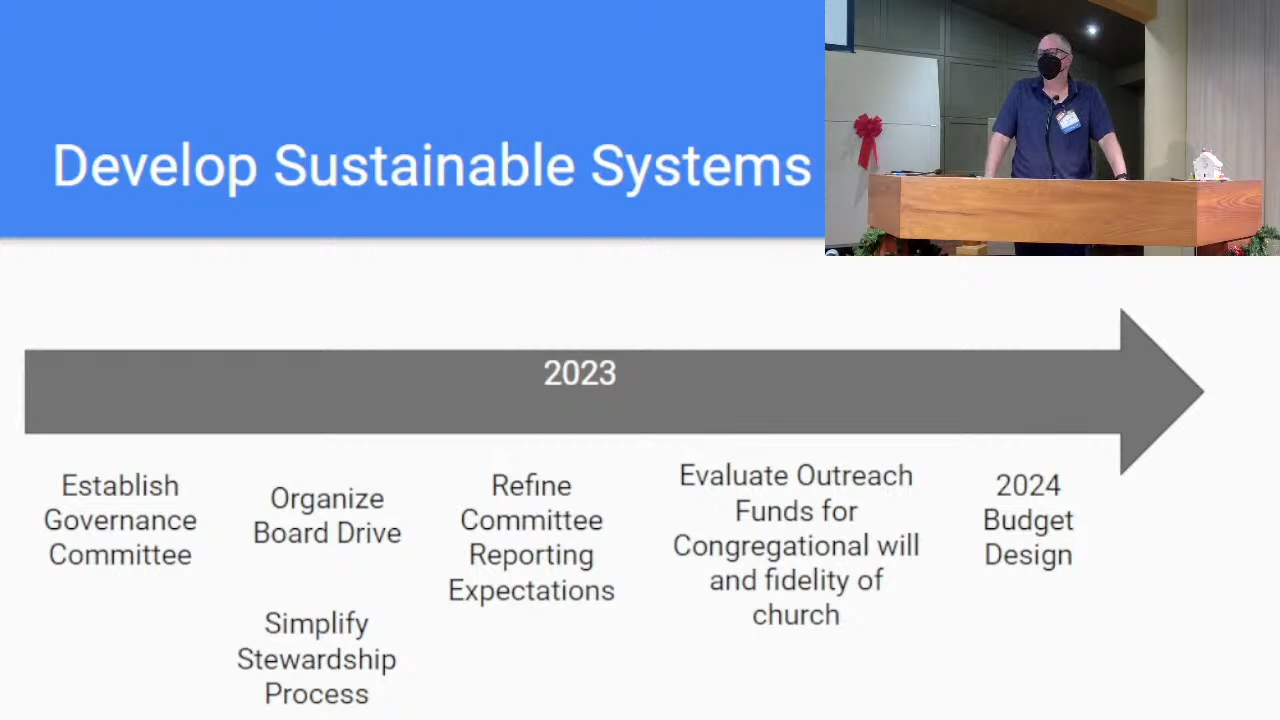 Develop Sustainable Systems
2023
Establish
Governance
Committee
Organize
Board Drive
Simplify
Stewardship
Process
Refine
Committee
Reporting
Expectations
Evaluate Outreach
Funds for
Congregational will
and fidelity of
church
2024
Budget
Design